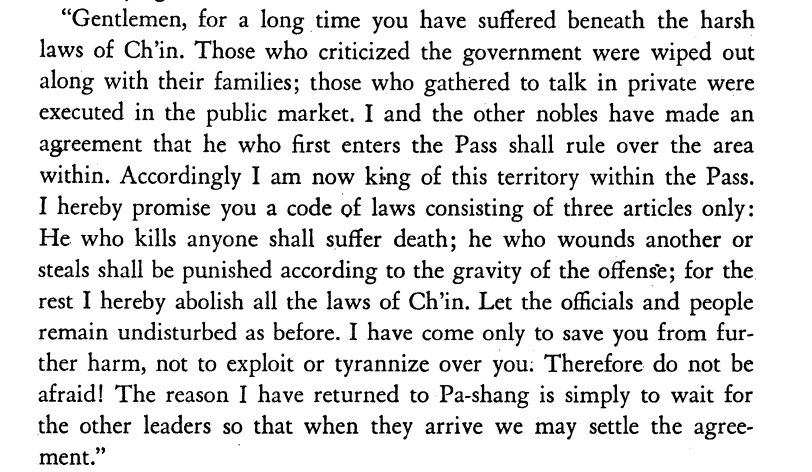 "Gentlemen, for a long time you have suffered beneath the harsh
laws of Ch'in. Those who criticized the government were wiped out
along with their families; those who gathered to talk in private were
executed in the public market. I and the other nobles have made an
agreement that he who first enters the Pass shall rule over the area
within. Accordingly I am now king of this territory within the Pass.
I hereby promise you a code of laws consisting of three articles only:
He who kills anyone shall suffer death; he who wounds another or
steals shall be punished according to the gravity of the offense; for the
rest I hereby abolish all the laws of Ch'in. Let the officials and people
remain undisturbed as before. I have come only to save you from fur-
ther harm, not to exploit or tyrannize over you. Therefore do not be
afraid! The reason I have returned to Pa-shang is simply to wait for
the other leaders so that when they arrive we may settle the agree-
ment."